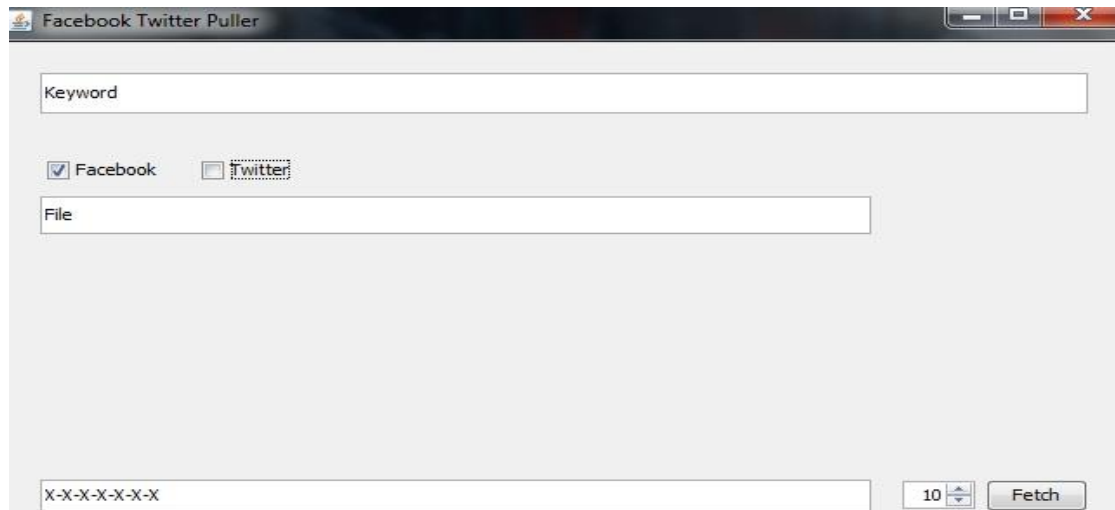 Facebook Twitter Puller
Keyword
Facebook Twitter
File
X-X-X-X-X-X-X 10 Fetch